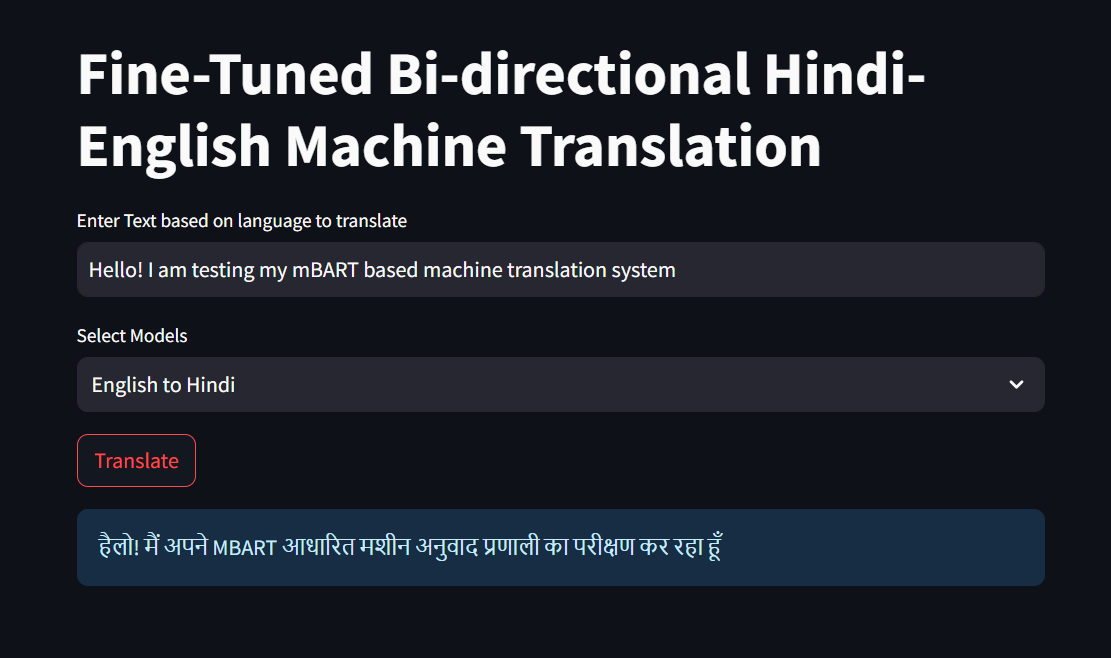 Fine-Tuned Bi-directional Hindi-
English Machine Translation
Enter Text based on language to translate
Hello! I am testing my mBART based machine translation system
Select Models
English to Hindi
Translate
हैलो! मैं अपने MBART आधारित मशीन अनुवाद प्रणाली का परीक्षण कर रहा हूँ